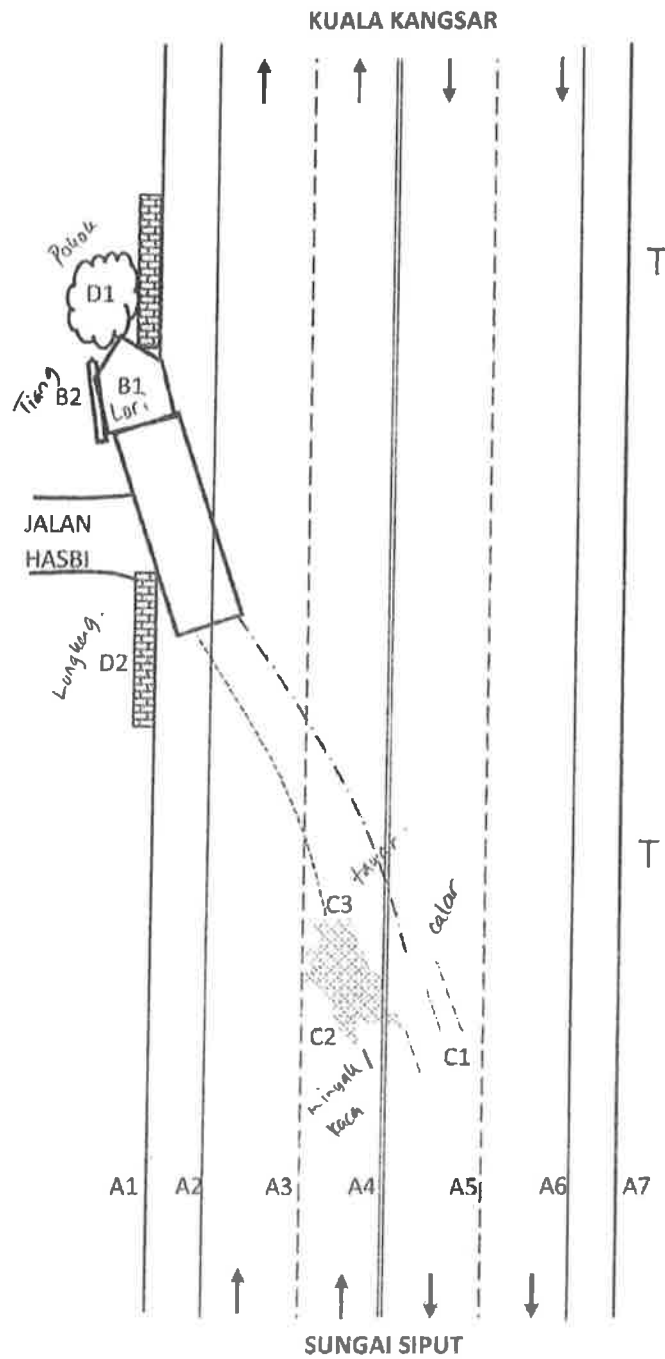 KUALA KANGSAR
Pokok
D1
T
Tiang
B2
B1
Lori
JALAN
HASBI
Longkang.
D2
T
tayar
C3
calar
C2
C1
minyak /
kaca
A1 A2 A3 A4 A5 A6 A7
SUNGAI SIPUT